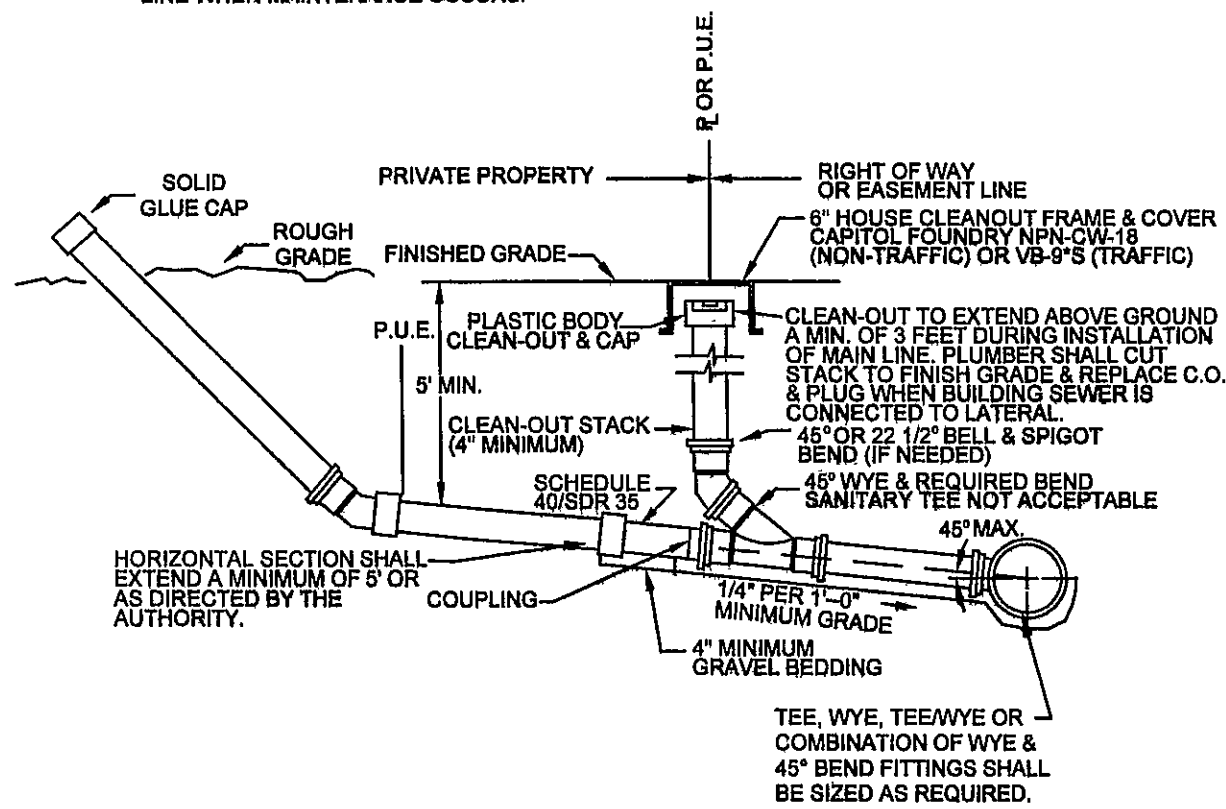 ℄ OR P.U.E.
PRIVATE PROPERTY
RIGHT OF WAY
OR EASEMENT LINE
SOLID
GLUE CAP
ROUGH
GRADE
FINISHED GRADE
6" HOUSE CLEANOUT FRAME & COVER
CAPITOL FOUNDRY NPN-CW-18
(NON-TRAFFIC) OR VB-9"S (TRAFFIC)
P.U.E.
5' MIN.
PLASTIC BODY
CLEAN-OUT & CAP
CLEAN-OUT TO EXTEND ABOVE GROUND
A MIN. OF 3 FEET DURING INSTALLATION
OF MAIN LINE. PLUMBER SHALL CUT
STACK TO FINISH GRADE & REPLACE C.O.
& PLUG WHEN BUILDING SEWER IS
CONNECTED TO LATERAL.
CLEAN-OUT STACK
(4" MINIMUM)
45° OR 22 1/2° BELL & SPIGOT
BEND (IF NEEDED)
SCHEDULE
40/SDR 35
45° WYE & REQUIRED BEND
SANITARY TEE NOT ACCEPTABLE
45° MAX.
HORIZONTAL SECTION SHALL
EXTEND A MINIMUM OF 5' OR
AS DIRECTED BY THE
AUTHORITY.
COUPLING
1/4" PER 1'-0"
MINIMUM GRADE
4" MINIMUM
GRAVEL BEDDING
TEE, WYE, TEE/WYE OR
COMBINATION OF WYE &
45° BEND FITTINGS SHALL
BE SIZED AS REQUIRED.